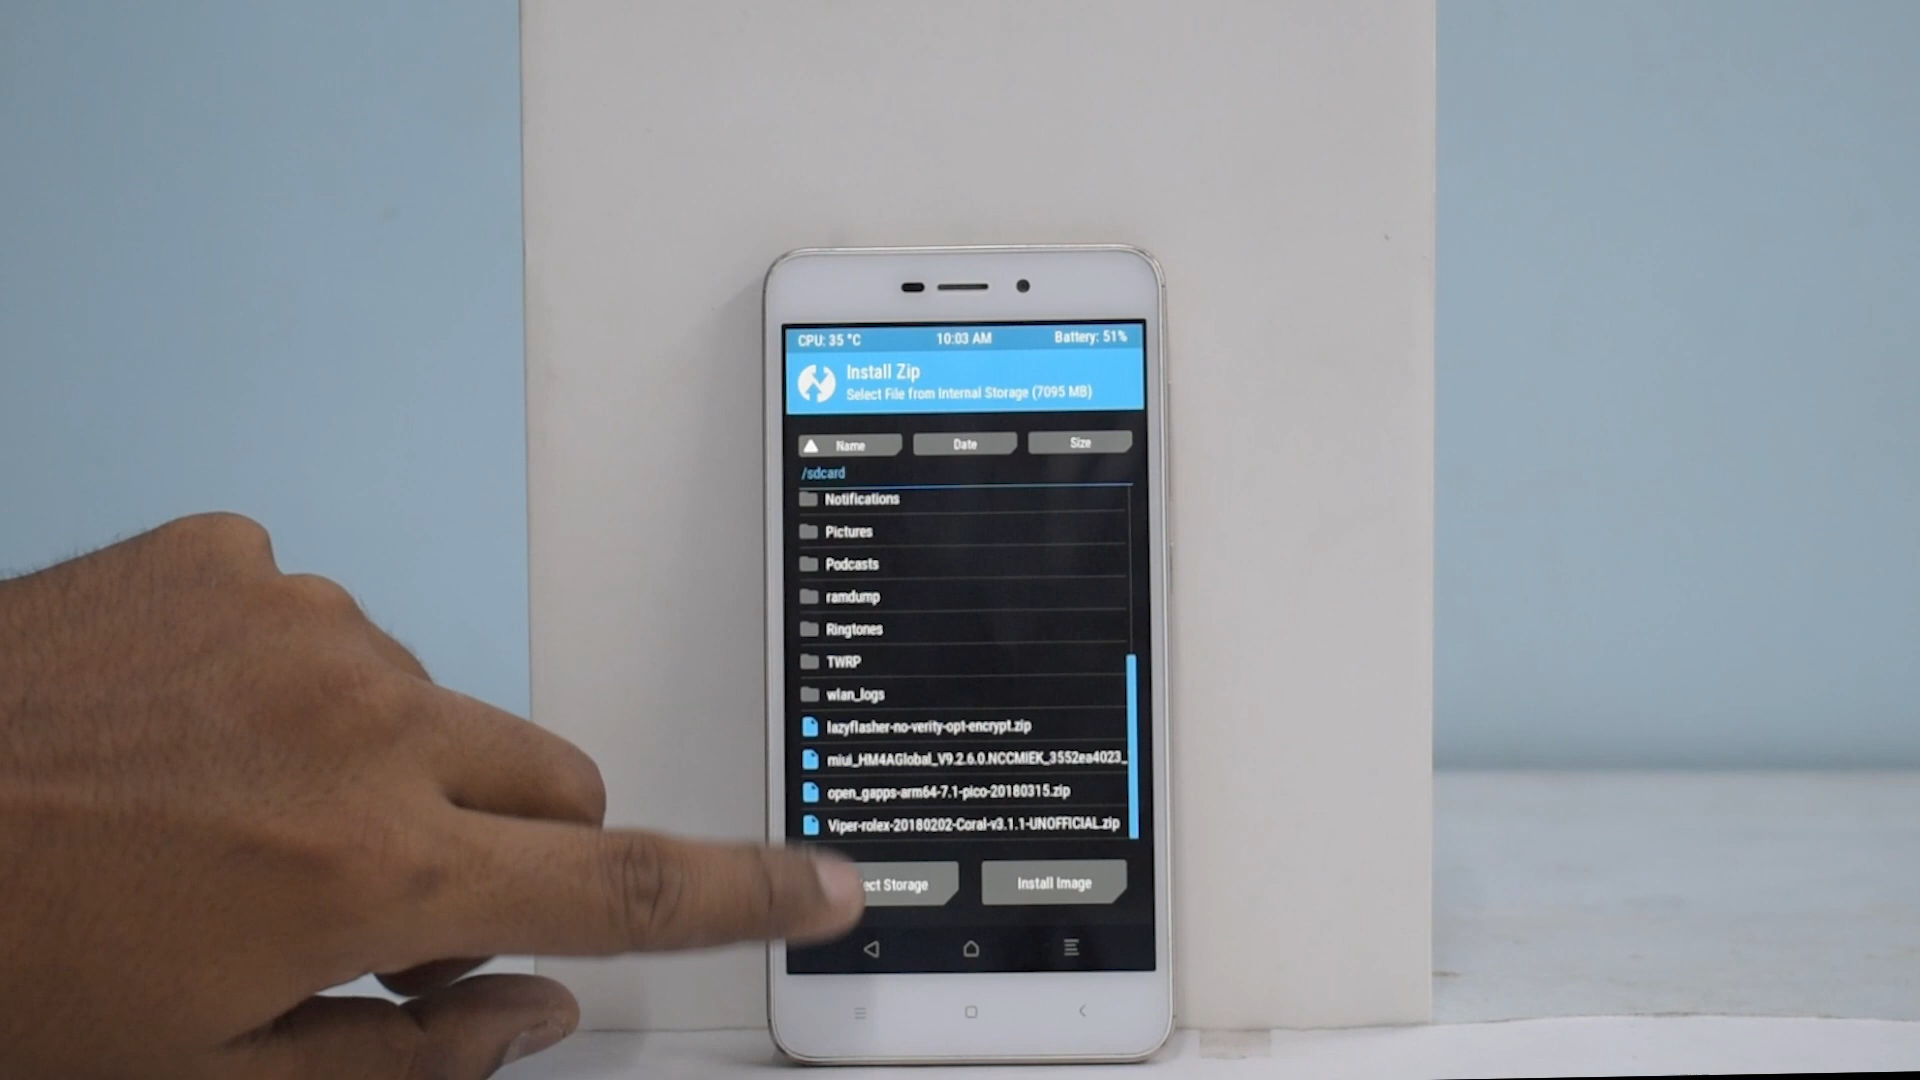 CPU: 35 °C 10:03 AM Battery: 51%
Install Zip
Select File from Internal Storage (7095 MB)
Name Date Size
/sdcard
Notifications
Pictures
Podcasts
ramdump
Ringtones
TWRP
wlan_logs
lazyflasher-no-verity-opt-encrypt.zip
miui_HM4AGlobal_V9.2.6.0.NCCMIEK_3552ea4023_
open_gapps-arm64-7.1-pico-20180315.zip
Viper-rolex-20180202-Coral-v3.1.1-UNOFFICIAL.zip
ect Storage Install Image